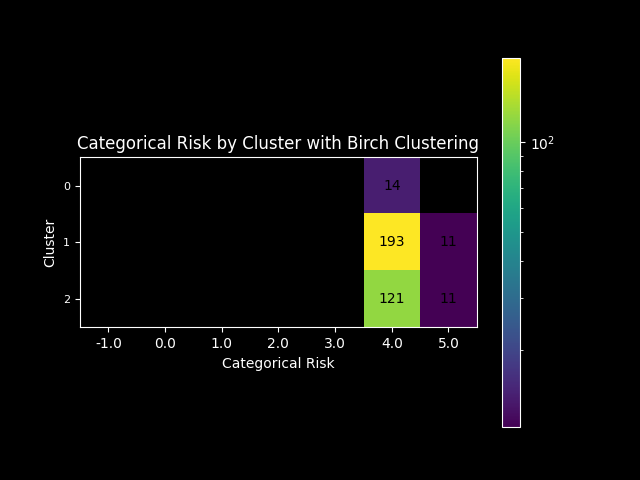 Categorical Risk by Cluster with Birch Clustering
10²
0 14
Cluster 1 193 11
2 121 11
-1.0 0.0 1.0 2.0 3.0 4.0 5.0
Categorical Risk